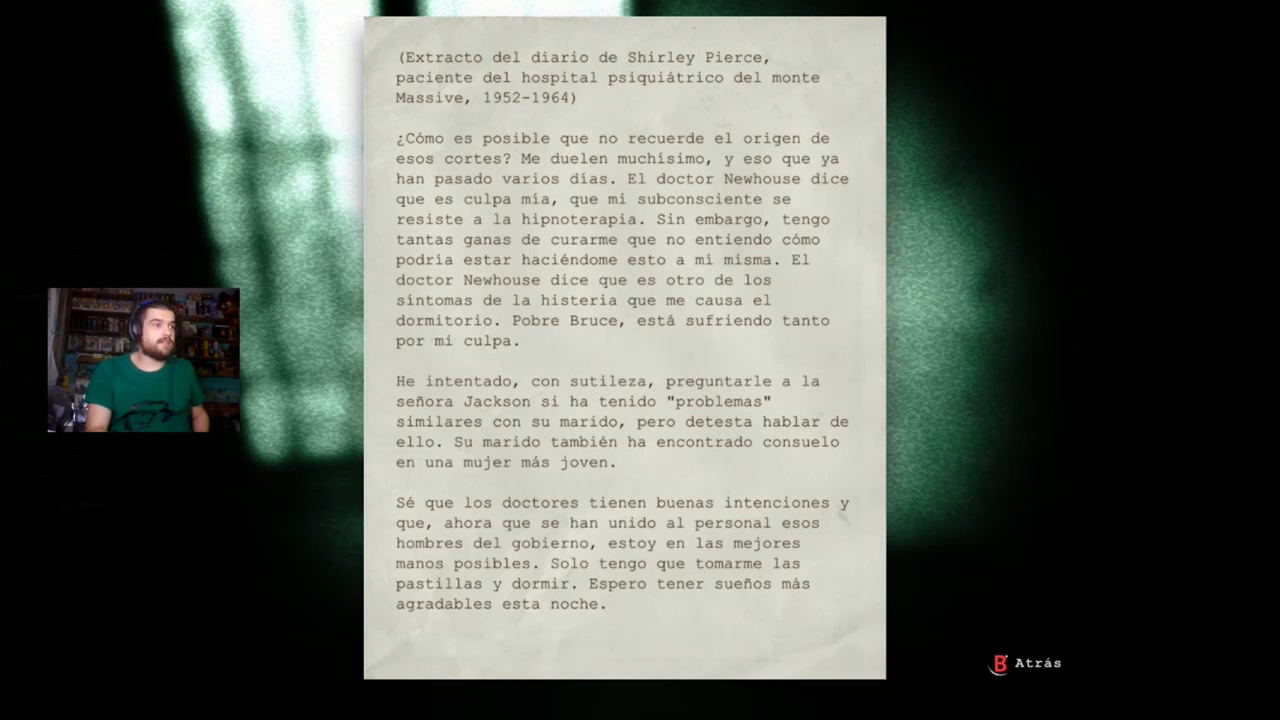 (Extracto del diario de Shirley Pierce,
paciente del hospital psiquiátrico del monte
Massive, 1952-1964)
¿Cómo es posible que no recuerde el origen de
esos cortes? Me duelen muchísimo, y eso que ya
han pasado varios días. El doctor Newhouse dice
que es culpa mía, que mi subconsciente se
resiste a la hipnoterapia. Sin embargo, tengo
tantas ganas de curarme que no entiendo cómo
podría estar haciéndome esto a mí misma. El
doctor Newhouse dice que es otro de los
síntomas de la histeria que me causa el
dormitorio. Pobre Bruce, está sufriendo tanto
por mi culpa.
He intentado, con sutileza, preguntarle a la
señora Jackson si ha tenido "problemas"
similares con su marido, pero detesta hablar de
ello. Su marido también ha encontrado consuelo
en una mujer más joven.
Sé que los doctores tienen buenas intenciones y
que, ahora que se han unido al personal esos
hombres del gobierno, estoy en las mejores
manos posibles. Solo tengo que tomarme las
pastillas y dormir. Espero tener sueños más
agradables esta noche.
B Atrás